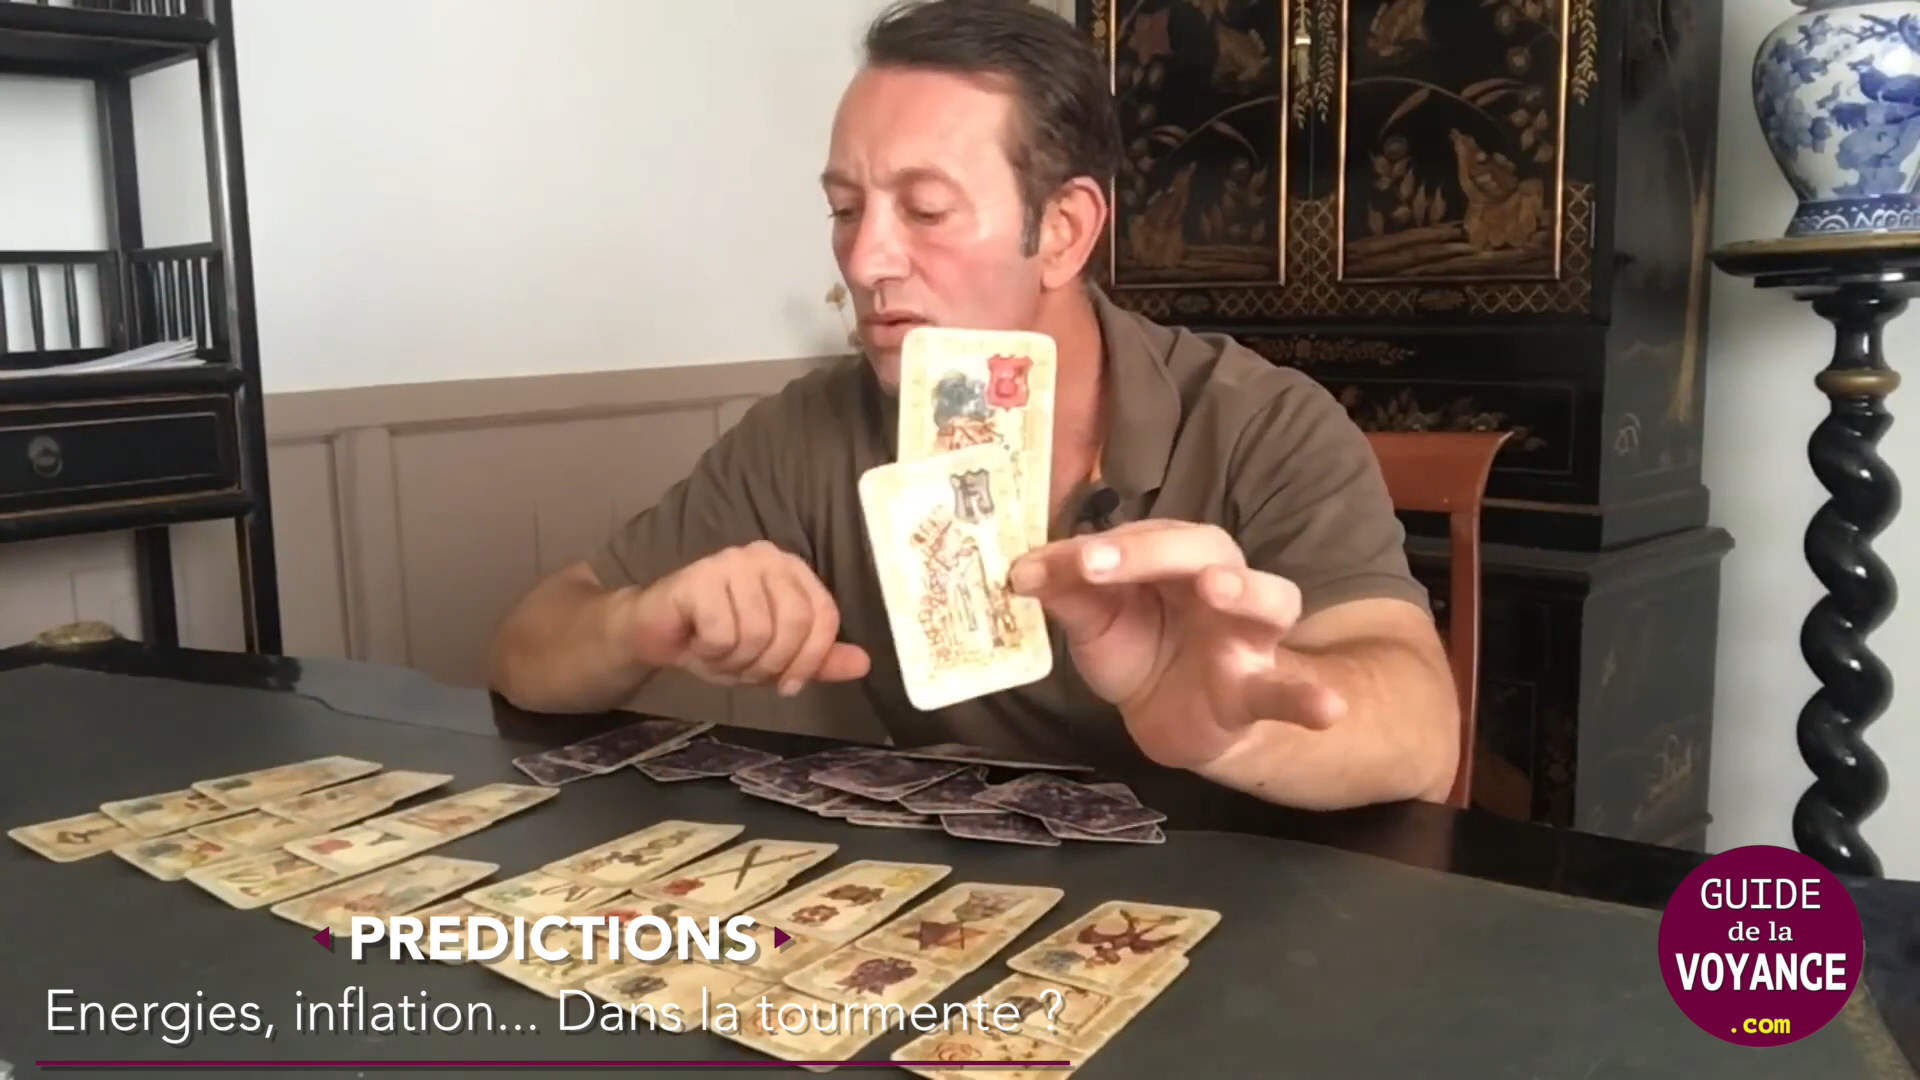 PREDICTIONS
Energies, inflation... Dans la tourmente ?
GUIDE
de la
VOYANCE
.com